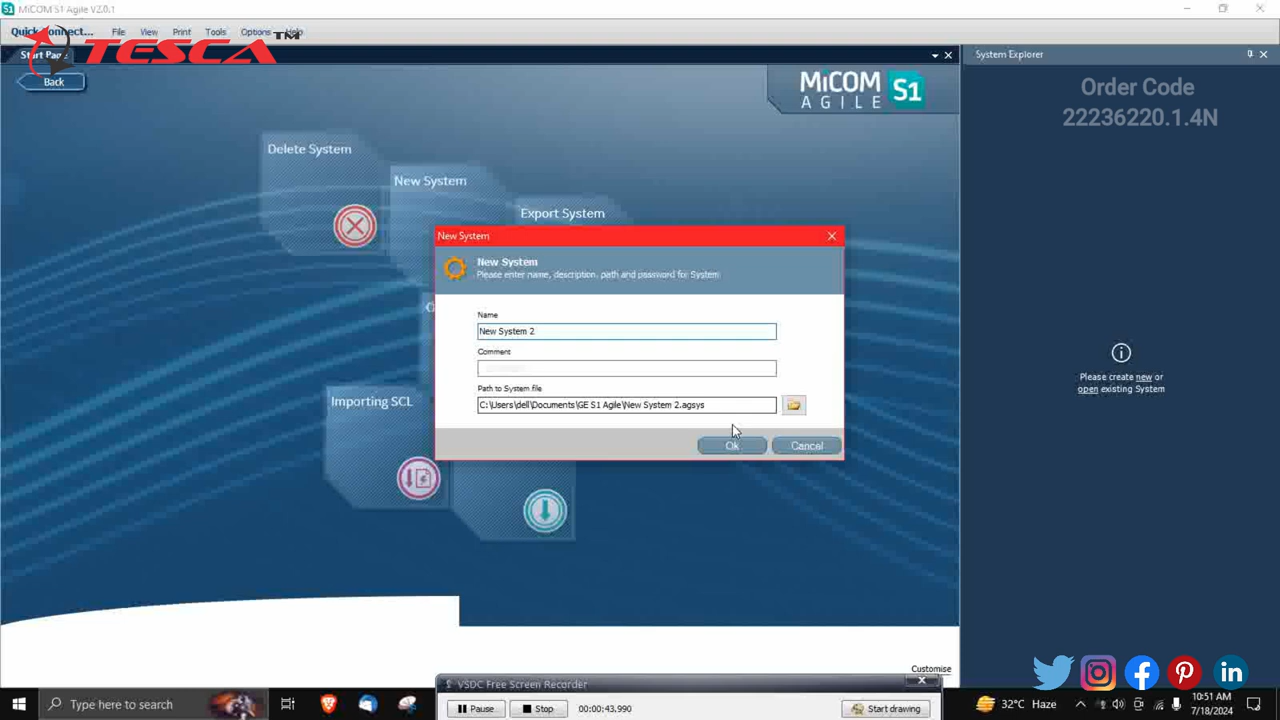 MiCOM S1 Agile V2.0.1
Quick Connect... File View Print Tools Options Help
TESCA TM
Start Page
System Explorer
Back
MiCOM
AGILE
S1
Order Code
22236220.1.4N
Delete System
New System
Export System
New System
New System
Please enter name, description, path and password for System
Name
New System 2
Comment
Path to System file
C:\Users\dell\Documents\GE S1 Agile\New System 2.agsys
Ok
Cancel
Please create new or
open existing System
Importing SCL
Customise
VSDC Free Screen Recorder
Pause
Stop
00:00:43,990
Start drawing
Type here to search
32°C Haze
10:51 AM
7/18/2024